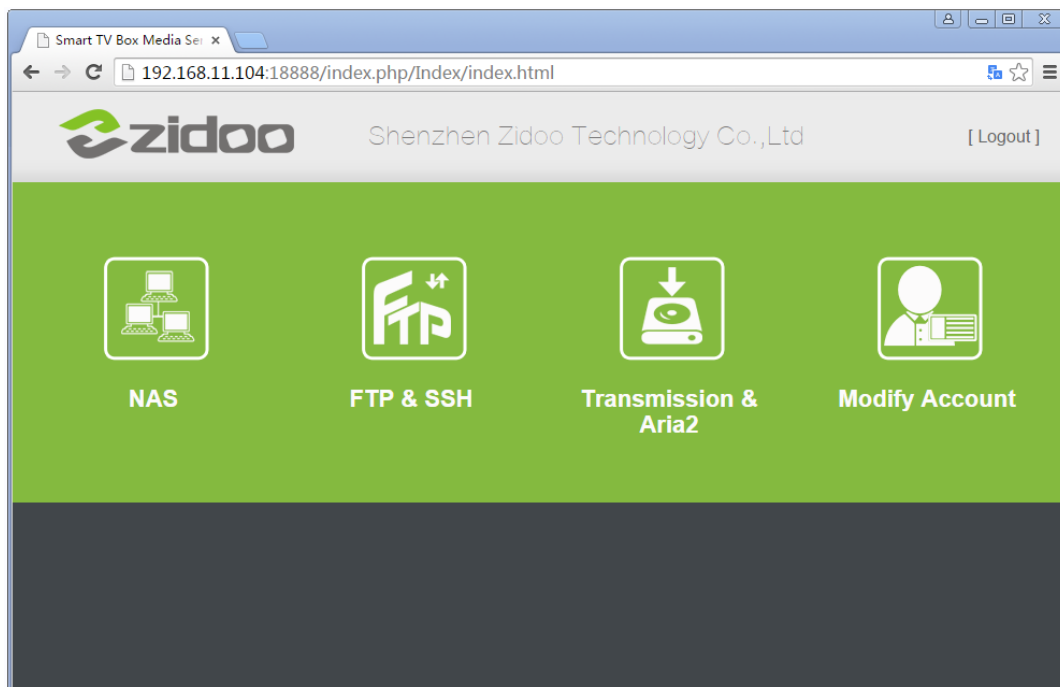 Smart TV Box Media Ser
192.168.11.104:18888/index.php/Index/index.html
zidoo
Shenzhen Zidoo Technology Co.,Ltd
[ Logout ]
FTP
NAS
FTP & SSH
Transmission &
Aria2
Modify Account